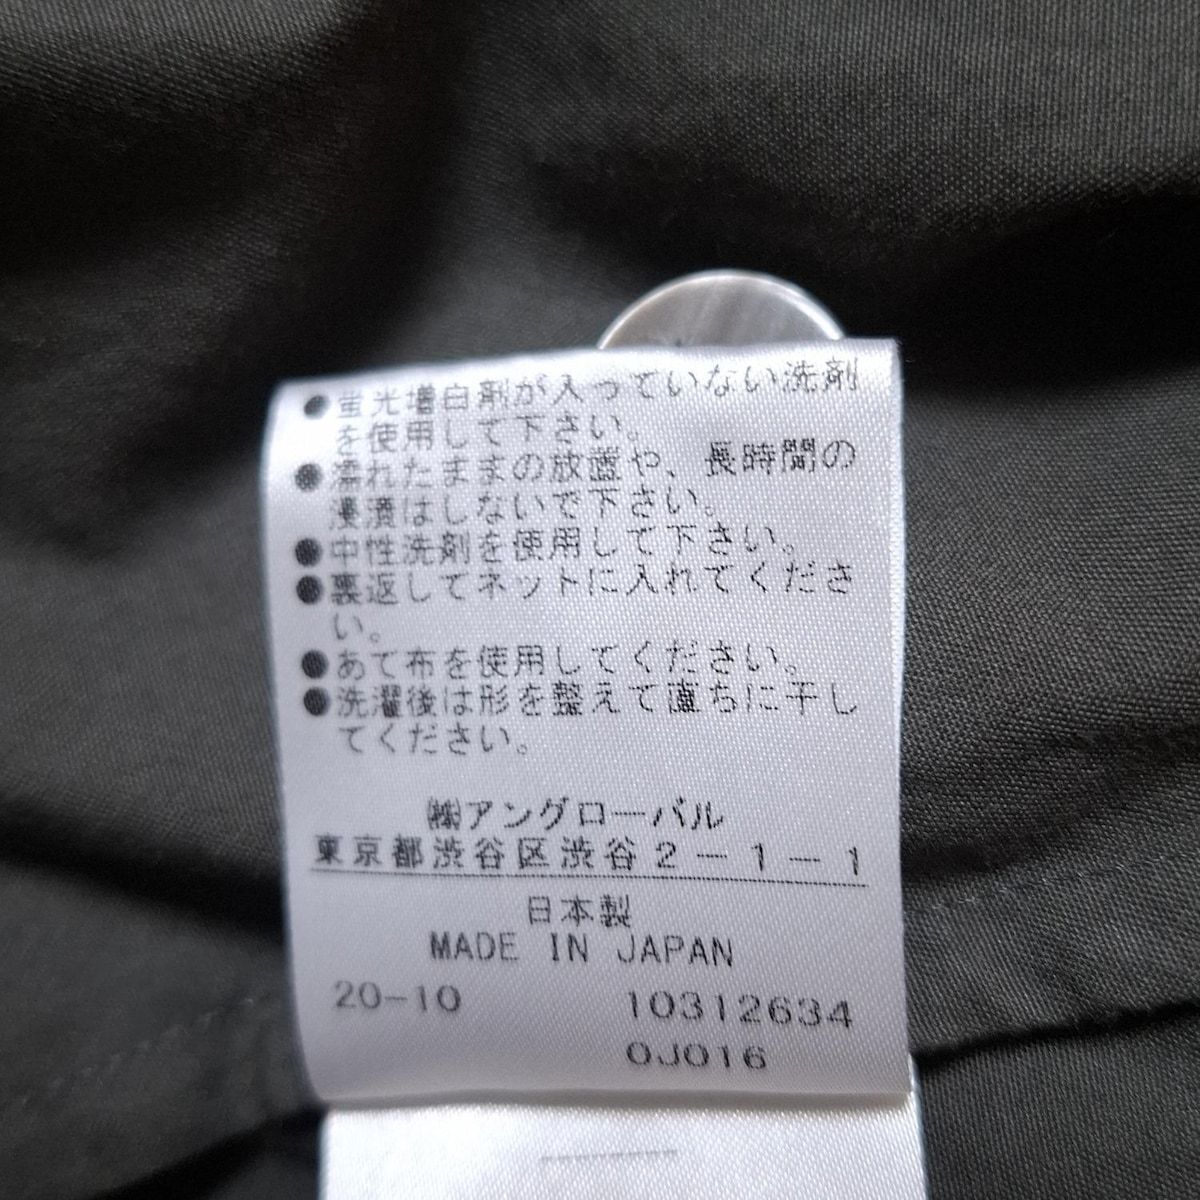 ●蛍光増白剤が入っていない洗剤
を使用して下さい。
●濡れたままの放置や、長時間の
浸漬はしないで下さい。
●中性洗剤を使用して下さい。
●裏返してネットに入れてくださ
い。
●あて布を使用してください。
●洗濯後は形を整えて直ちに干し
てください。
㈱アングローバル
東京都渋谷区渋谷2-1-1
日本製
MADE IN JAPAN
20-10 10312634
0J016